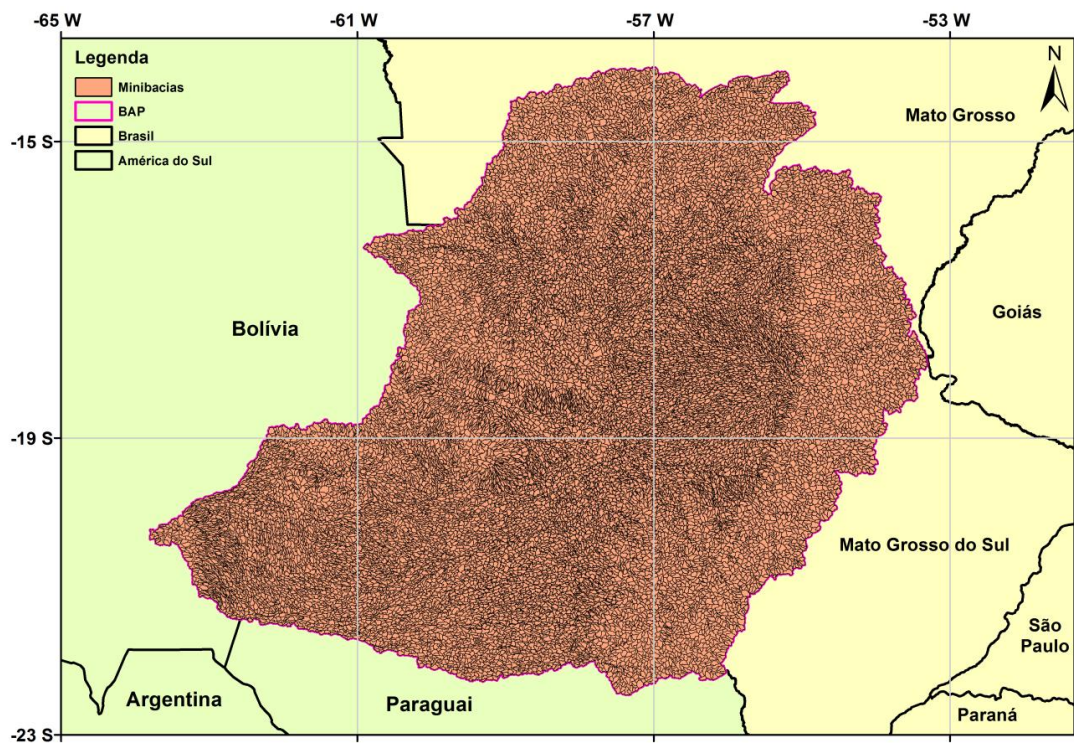 -65 W
-61 W
-57 W
-53 W
Legenda
Minibacias
BAP
Brasil
América do Sul
N
Mato Grosso
-15 S
Bolívia
Goiás
-19 S
Mato Grosso do Sul
São
Paulo
Argentina
Paraguai
Paraná
-23 S